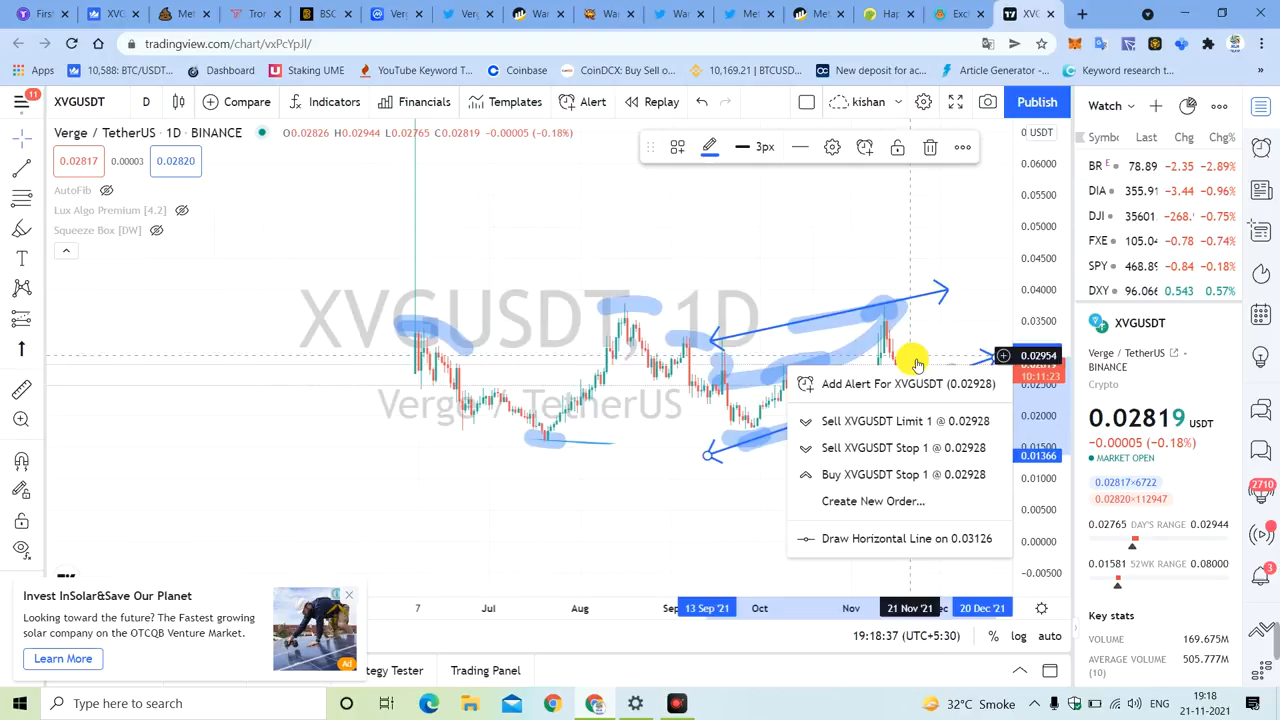 10,588: BTCUS...
tradingview.com/chart/vxPcYpJl/
Apps
Dashboard
Staking UME
YouTube Keyword T...
Coinbase
CoinDCX: Crypto Ex...
10,169.21 | BTCUSD...
New deposit for ac...
Article Generator -...
Keyword research t...
»
11
XVGUSDT
D
Compare
Indicators
Financials
Templates
Alert
Replay
kishan
Publish
Watch
Verge / TetherUS · 1D · BINANCE
O0.02826 H0.02944 L0.02765 C0.02819 −0.00005 (−0.18%)
0.02817
0.00003
0.02820
AutoFib
Lux Algo Premium [4.2]
Squeeze Box [DW]
3px
XVGUSDT, 1D
Verge / TetherUS
USDT
0.06000
0.05500
0.05000
0.04500
0.04000
0.03500
0.02954
10:11:23
0.02000
0.01366
0.01000
0.00500
0.00000
−0.00500
Add Alert For XVGUSDT (0.02928)
Sell XVGUSDT Limit 1 @ 0.02928
Sell XVGUSDT Stop 1 @ 0.02928
Buy XVGUSDT Stop 1 @ 0.02928
Create New Order...
Draw Horizontal Line on 0.03126
7
Jul
Aug
Sep
13 Sep '21
Oct
Nov
21 Nov '21
20 Dec '21
19:18:37 (UTC+5:30)
%
log
auto
Trading Panel
Last
Chg
Chg%
BR E 78.89 −2.35 −2.89%
DIA 355.91 −3.44 −0.96%
DJI 35601. −268. −0.75%
FXE 105.04 −0.78 −0.74%
SPY 468.89 −0.84 −0.18%
DXY 96.066 0.543 0.57%
XVGUSDT
Verge / TetherUS
BINANCE
Crypto
0.02819 USDT
−0.00005 (−0.18%)
MARKET OPEN
0.02817×6722
0.02820×112947
0.02765 DAY'S RANGE 0.02944
0.01581 52WK RANGE 0.08000
Key stats
VOLUME 169.675M
AVERAGE VOLUME (10) 505.777M
2710
3
Invest InSolar&Save Our Planet
Looking toward the future? The Fastest growing
solar company on the OTCQB Venture Market.
Learn More
Ad
Type here to search
32°C Smoke
ENG
19:18
21-11-2021